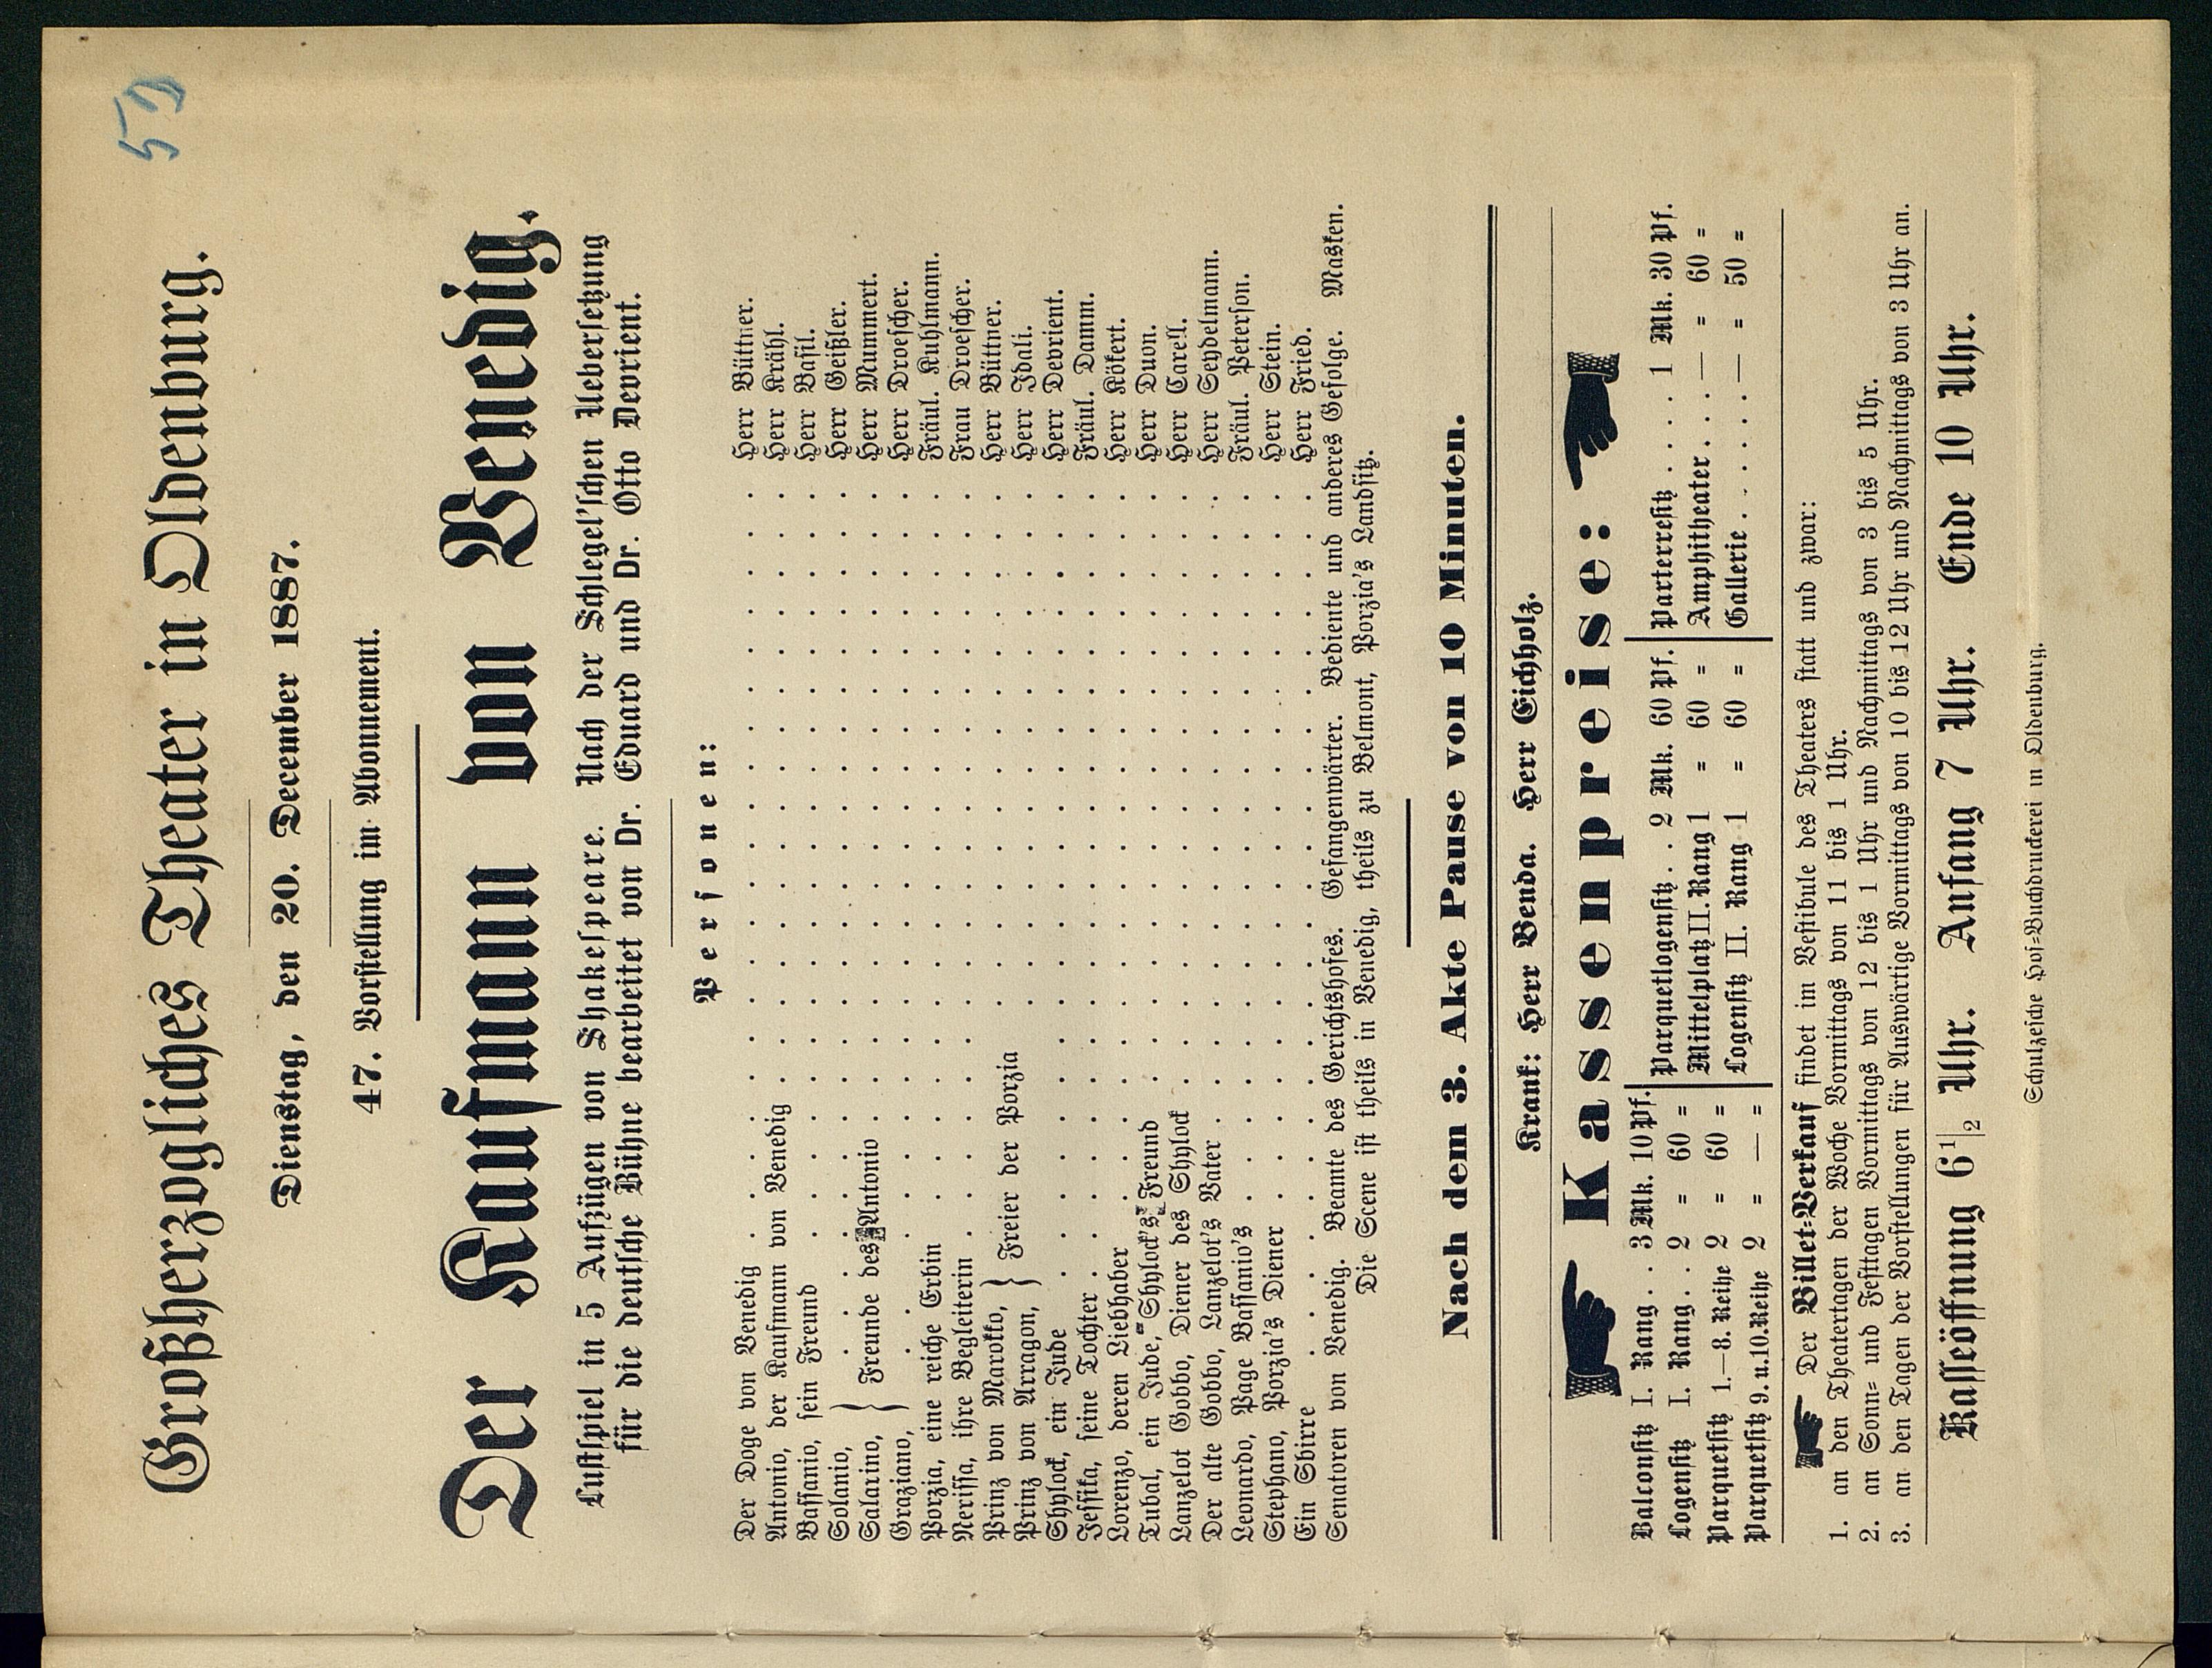 59
Großherzogliches Theater in Oldenburg.
Dienstag, den 20. December 1887.
47. Vorstellung im Abonnement.
Der Kaufmann von Venedig.
Lustspiel in 5 Aufzügen von Shakespeare. Nach der Schlegel'schen Uebersetzung
für die deutsche Bühne bearbeitet von Dr. Eduard und Dr. Otto Devrient.
Personen:
Der Doge von Venedig . . . Herr Büttner.
Antonio, der Kaufmann von Venedig . . . Herr Krähl.
Bassanio, sein Freund . . . Herr Basil.
Solanio, } . . . Herr Geißler.
Salarino, } Freunde des Antonio . . . Herr Mummert.
Graziano, } . . . Herr Droescher.
Porzia, eine reiche Erbin . . . Fräul. Kuhlmann.
Nerissa, ihre Begleiterin . . . Frau Droescher.
Prinz von Marokko, } Freier der Porzia . . . Herr Büttner.
Prinz von Arragon, } . . . Herr Idali.
Shylock, ein Jude . . . Herr Devrient.
Jessika, seine Tochter . . . Fräul. Damm.
Lorenzo, deren Liebhaber . . . Herr Kökert.
Tubal, ein Jude, Shylock's Freund . . . Herr Duon.
Lanzelot Gobbo, Diener des Shylock . . . Herr Carell.
Der alte Gobbo, Lanzelot's Vater . . . Herr Seydelmann.
Leonardo, Page Bassanio's . . . Fräul. Peterson.
Stephano, Porzia's Diener . . . Herr Stein.
Ein Sbirre . . . Herr Fried.
Senatoren von Venedig. Beamte des Gerichtshofes. Gefangenwärter. Bediente und anderes Gefolge. Masken.
Die Scene ist theils in Venedig, theils zu Belmont, Porzia's Landsitz.
Nach dem 3. Akte Pause von 10 Minuten.
Krank: Herr Benda. Herr Eichholz.
Kassenpreise:
Balconsitz I. Rang . . 3 Mk. 10 Pf.
Logensitz I. Rang . . 2 = 60 =
Parquetsitz 1.—8. Reihe 2 = 60 =
Parquetsitz 9. u. 10. Reihe 2 = — =
Parquetlogensitz . . 2 Mk. 60 Pf.
Mittelplatz II. Rang 1 = 60 =
Logensitz II. Rang 1 = 60 =
Parterresitz . . . . 1 Mk. 30 Pf.
Amphitheater . . . . — = 60 =
Gallerie . . . . . — = 50 =
Der Billet=Verkauf findet im Vestibule des Theaters statt und zwar:
1. an den Theatertagen der Woche Vormittags von 11 bis 1 Uhr.
2. an Sonn= und Festtagen Vormittags von 12 bis 1 Uhr und Nachmittags von 3 bis 5 Uhr.
3. an den Tagen der Vorstellungen für Auswärtige Vormittags von 10 bis 12 Uhr und Nachmittags von 3 Uhr an.
Kasseöffnung 6 1/2 Uhr. Anfang 7 Uhr. Ende 10 Uhr.
Schulzesche Hof=Buchdruckerei in Oldenburg.